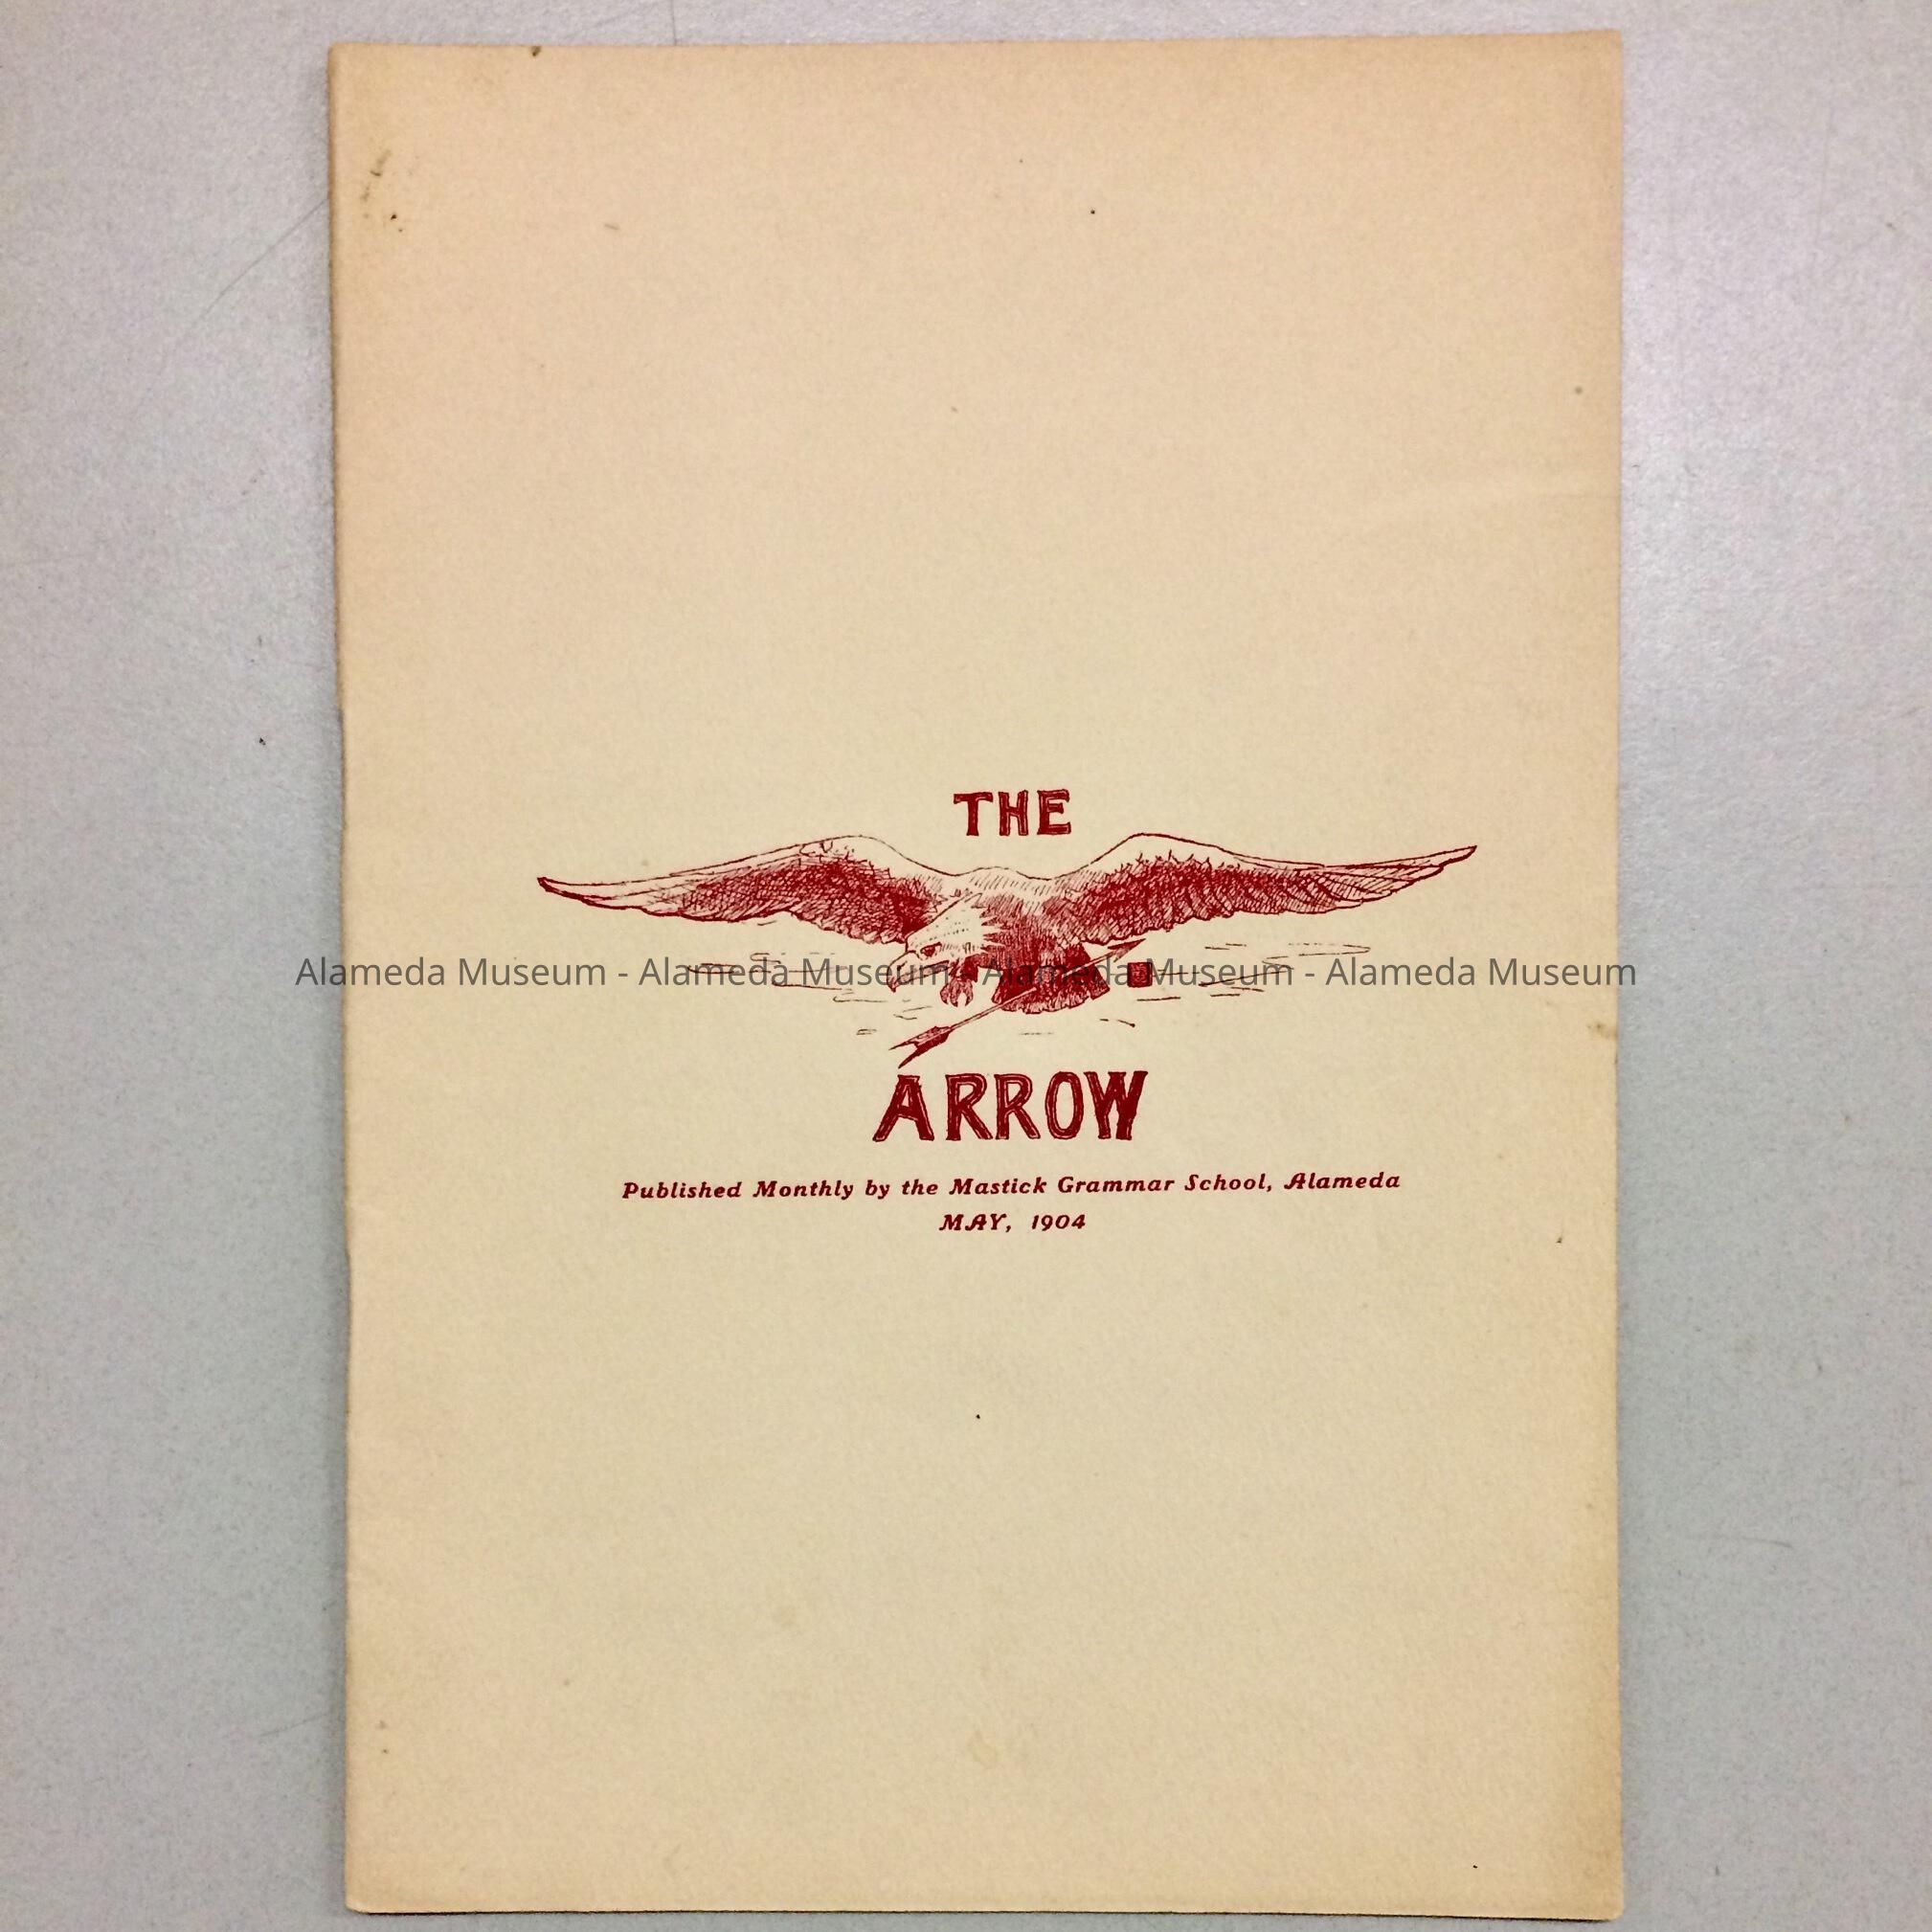 THE
Alameda Museum - Alameda Museum - Alameda Museum - Alameda Museum
ARROW
Published Monthly by the Mastick Grammar School, Alameda
MAY, 1904